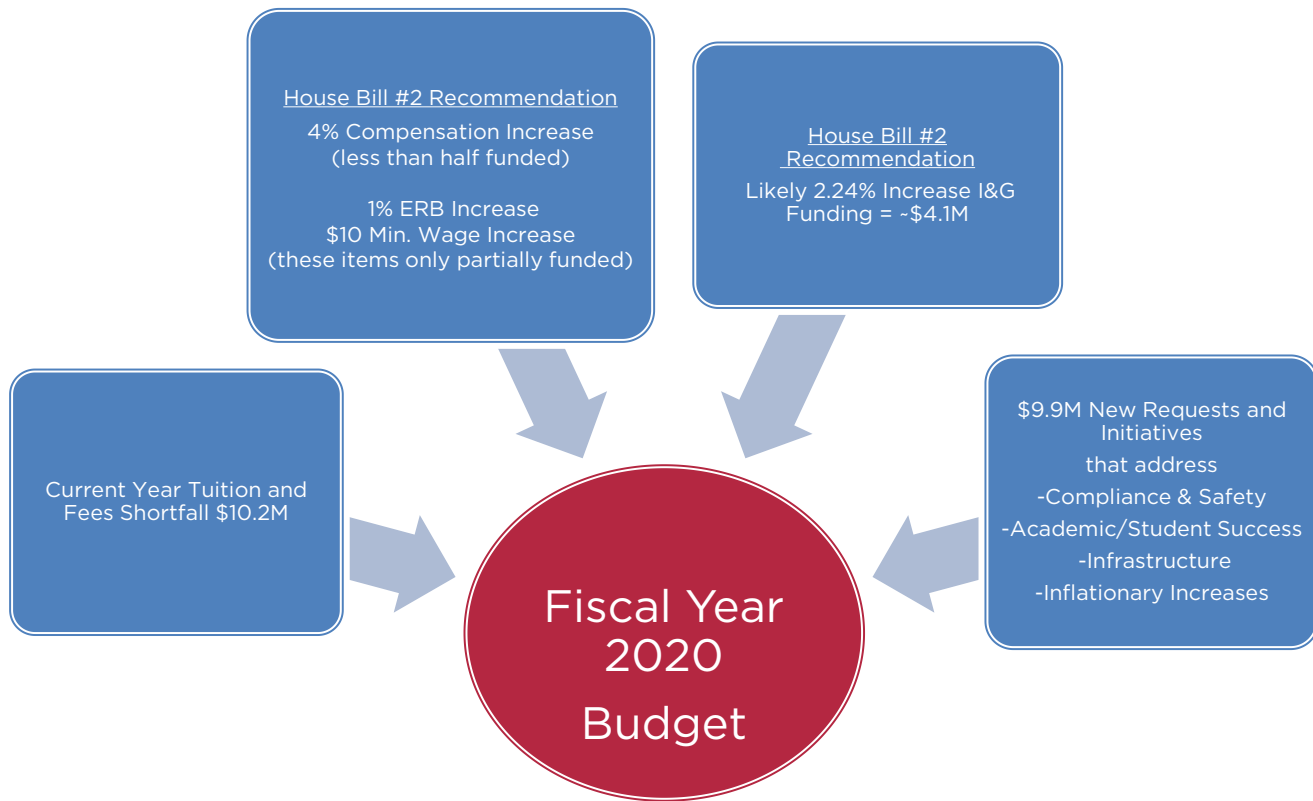 House Bill #2 Recommendation
4% Compensation Increase
(less than half funded)
1% ERB Increase
$10 Min. Wage Increase
(these items only partially funded)
House Bill #2
Recommendation
Likely 2.24% Increase I&G
Funding = ~$4.1M
Current Year Tuition and
Fees Shortfall $10.2M
$9.9M New Requests and
Initiatives
that address
-Compliance & Safety
-Academic/Student Success
-Infrastructure
-Inflationary Increases
Fiscal Year
2020
Budget